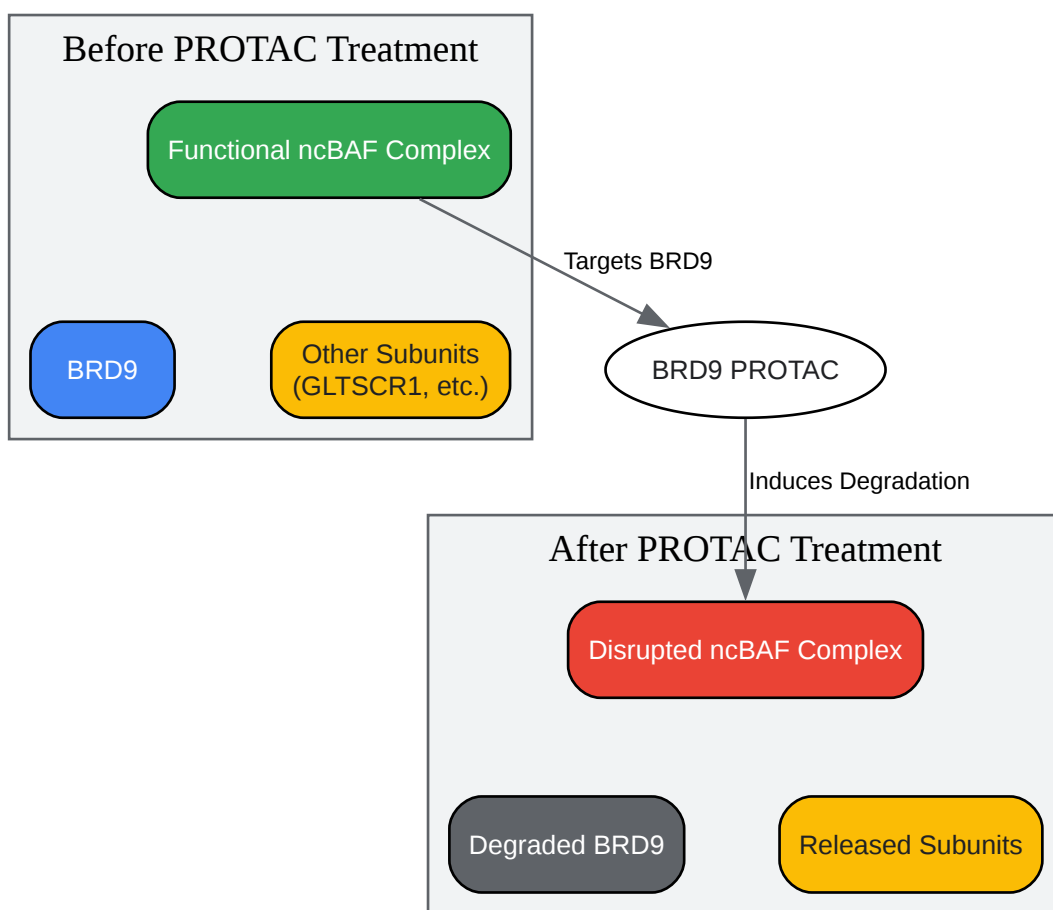 Before PROTAC Treatment
Functional ncBAF Complex
Targets BRD9
BRD9
Other Subunits
(GLTSCR1, etc.)
BRD9 PROTAC
Induces Degradation
After PROTAC Treatment
Disrupted ncBAF Complex
Degraded BRD9
Released Subunits